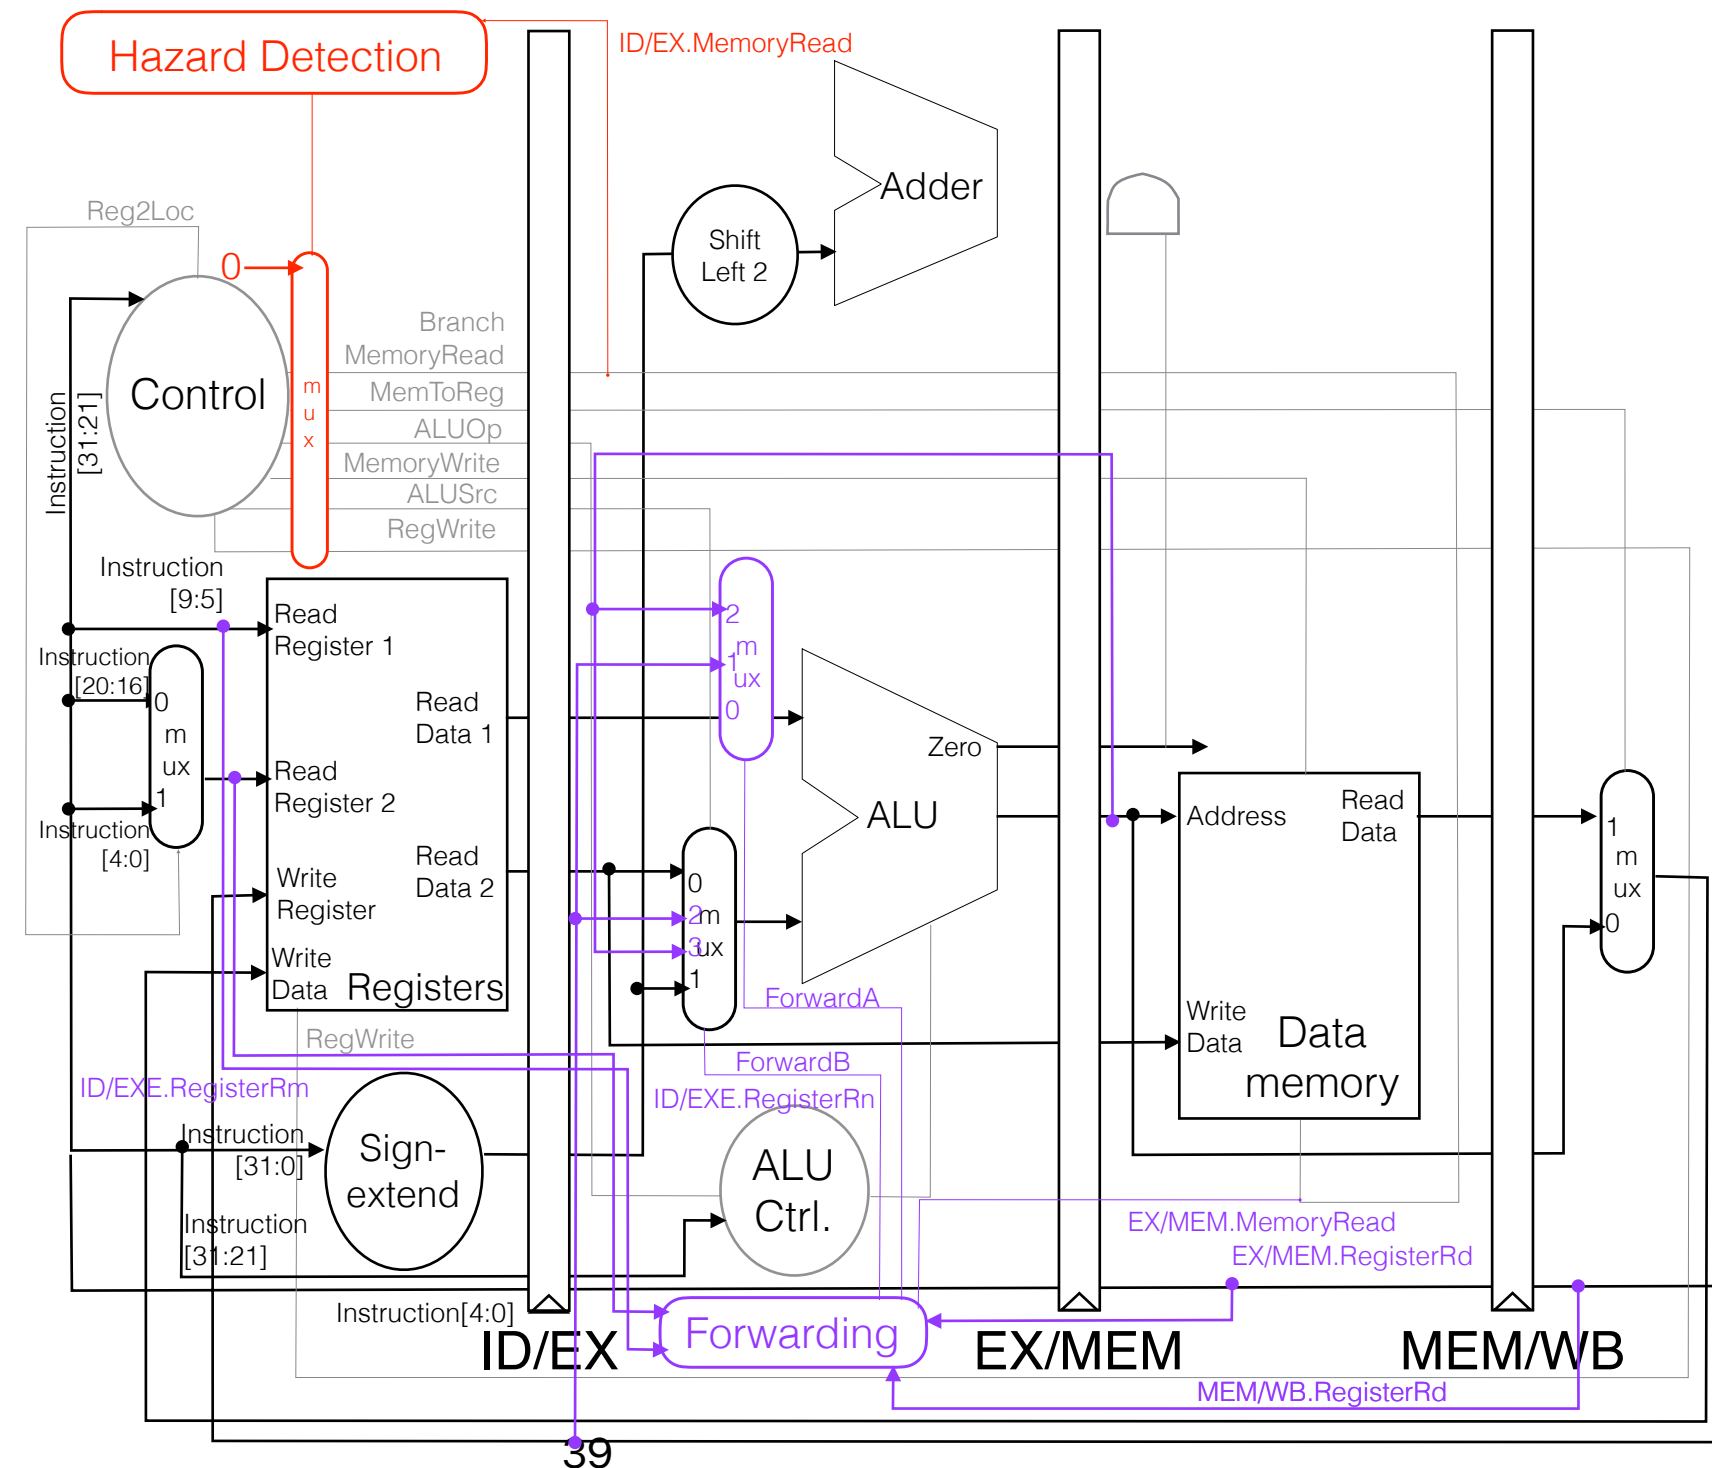 Hazard Detection
ID/EX.MemoryRead
Adder
Reg2Loc
Shift
Left 2
0
Branch
MemoryRead
Control
m
u
x
MemToReg
Instruction
[31:21]
ALUOp
MemoryWrite
ALUSrc
RegWrite
Instruction
[9:5]
Read
Register 1
2
m
1
ux
0
Instruction
[20:16]
0
m
ux
1
Read
Data 1
Zero
Read
Register 2
ALU
Address
Read
Data
1
m
ux
0
Instruction
[4:0]
Read
Data 2
0
2
m
3
ux
1
Write
Register
Write
Data
Registers
ForwardA
Write
Data
Data
memory
RegWrite
ForwardB
ID/EXE.RegisterRm
ID/EXE.RegisterRn
Instruction
[31:0]
Sign-
extend
ALU
Ctrl.
Instruction
[31:21]
EX/MEM.MemoryRead
EX/MEM.RegisterRd
Instruction[4:0]
Forwarding
ID/EX
EX/MEM
MEM/WB
MEM/WB.RegisterRd
39